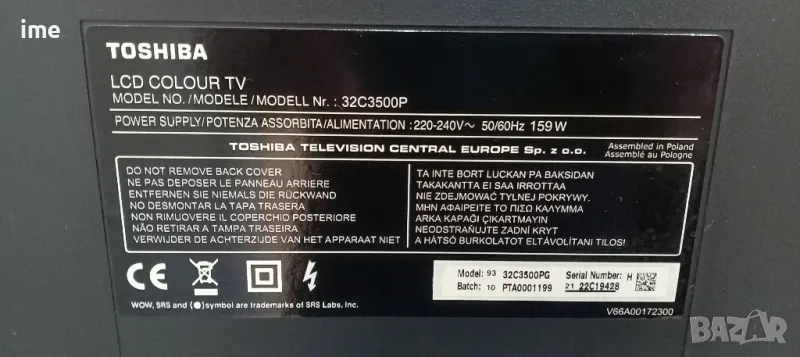 ime
TOSHIBA
LCD COLOUR TV
MODEL NO./MODELE/MODELL Nr. : 32C3500P
POWER SUPPLY/POTENZA ASSORBITA/ALIMENTATION :220-240V~ 50/60Hz 159W
TOSHIBA TELEVISION CENTRAL EUROPE Sp. z o.o.
Assembled in Poland
Assemblé au Pologne
DO NOT REMOVE BACK COVER
NE PAS DEPOSER LE PANNEAU ARRIERE
ENTFERNEN SIE NIEMALS DIE RÜCKWAND
NO DESMONTAR LA TAPA TRASERA
NON RIMUOVERE IL COPERCHIO POSTERIORE
NÃO RETIRAR A TAMPA TRASEIRA
VERWIJDER DE ACHTERZIJDE VAN HET APPARAAT NIET
TA INTE BORT LUCKAN PA BAKSIDAN
TAKAKANTTA EI SAA IRROTTAA
NIE ZDEJMOWAĆ TYLNEJ POKRYWY.
ΜΗΝ ΑΦΑΙΡΕΙΤΕ ΤΟ ΠΙΣΩ ΚΑΛΥΜΜΑ
ARKA KAPAĞI ÇIKARTMAYIN
NEODSTRAŇUJTE ZADNÍ KRYT
A HÁTSÓ BURKOLATOT ELTÁVOLÍTANI TILOS!
CE
WOW, SRS and (●) symbol are trademarks of SRS Labs, Inc.
Model: 93 32C3500PG Serial Number: H
Batch: 10 PTA0001199 21 22C19428
V66A00172300
BAZAR